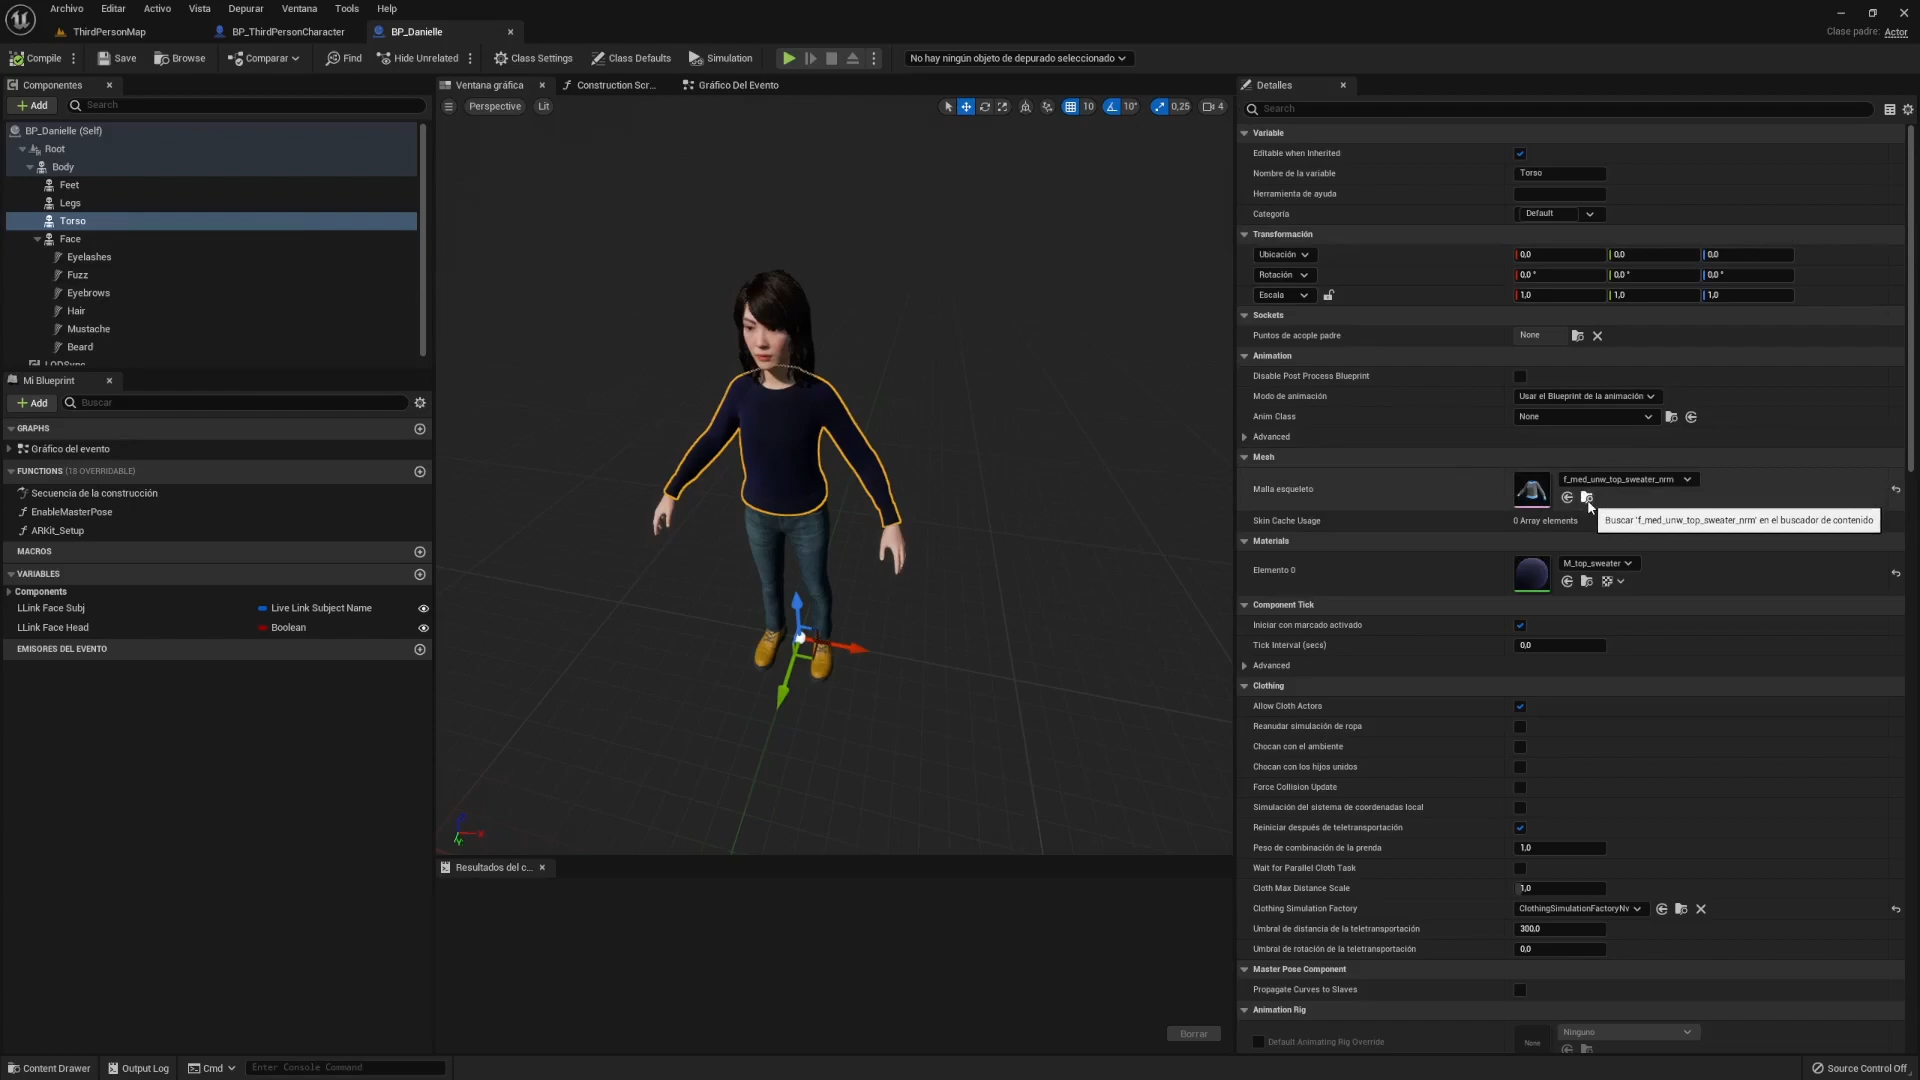 Archivo Editar Activo Vista Depurar Ventana Tools Help
ThirdPersonMap BP_ThirdPersonCharacter BP_Danielle
Clase padre: Actor
Compile Save Browse Comparar Find Hide Unrelated Class Settings Class Defaults Simulation No hay ningún objeto de depurado seleccionado
Componentes
Add Search
BP_Danielle (Self)
Root
Body
Feet
Legs
Torso
Face
Eyelashes
Fuzz
Eyebrows
Hair
Mustache
Beard
LODSync
Mi Blueprint
Add Buscar
GRAPHS
Gráfico del evento
FUNCTIONS (18 OVERRIDABLE)
Secuencia de la construcción
EnableMasterPose
ARKit_Setup
MACROS
VARIABLES
Components
LLink Face Subj Live Link Subject Name
LLink Face Head Boolean
EMISORES DEL EVENTO
Ventana gráfica Construction Scr... Gráfico Del Evento
Perspective Lit 10 10° 0,25 4
Resultados del c...
Borrar
Detalles
Search
Variable
Editable when Inherited
Nombre de la variable Torso
Herramienta de ayuda
Categoría Default
Transformación
Ubicación 0,0 0,0 0,0
Rotación 0,0 ° 0,0 ° 0,0 °
Escala 1,0 1,0 1,0
Sockets
Puntos de acople padre None
Animation
Disable Post Process Blueprint
Modo de animación Usar el Blueprint de la animación
Anim Class None
Advanced
Mesh
Malla esqueleto f_med_unw_top_sweater_nrm
Skin Cache Usage 0 Array elements
Buscar 'f_med_unw_top_sweater_nrm' en el buscador de contenido
Materials
Elemento 0 M_top_sweater
Component Tick
Iniciar con marcado activado
Tick Interval (secs) 0,0
Advanced
Clothing
Allow Cloth Actors
Reanudar simulación de ropa
Chocan con el ambiente
Chocan con los hijos unidos
Force Collision Update
Simulación del sistema de coordenadas local
Reiniciar después de teletransportación
Peso de combinación de la prenda 1,0
Wait for Parallel Cloth Task
Cloth Max Distance Scale 1,0
Clothing Simulation Factory ClothingSimulationFactoryNv
Umbral de distancia de la teletransportación 300,0
Umbral de rotación de la teletransportación 0,0
Master Pose Component
Propagate Curves to Slaves
Animation Rig
Default Animating Rig Override None Ninguno
Content Drawer Output Log Cmd Enter Console Command Source Control Off